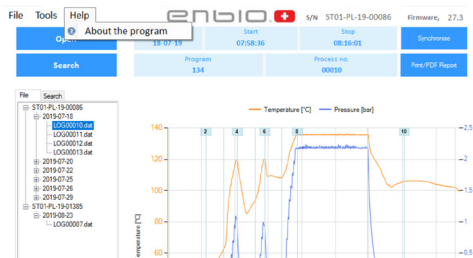 File Tools Help
enbio
S/N ST01-PL-19-00086 Firmware, 27.3
About the program
Open
18-07-19
Start
07:58:36
Stop
08:16:01
Synchronise
Search
Program
134
Process no.
00010
Print/PDF Report
File Search
ST01-PL-19-00086
2019-07-18
LOG00010.dat
LOG00011.dat
LOG00012.dat
LOG00013.dat
2019-07-20
2019-07-22
2019-07-25
2019-07-26
2019-07-29
ST01-PL-19-01385
2019-08-23
LOG00007.dat
Temperature [°C] Pressure [bar]
2 4 6 8 10
140
120
100
80
60
[°C]
2.5
2
1.5
1
0.5